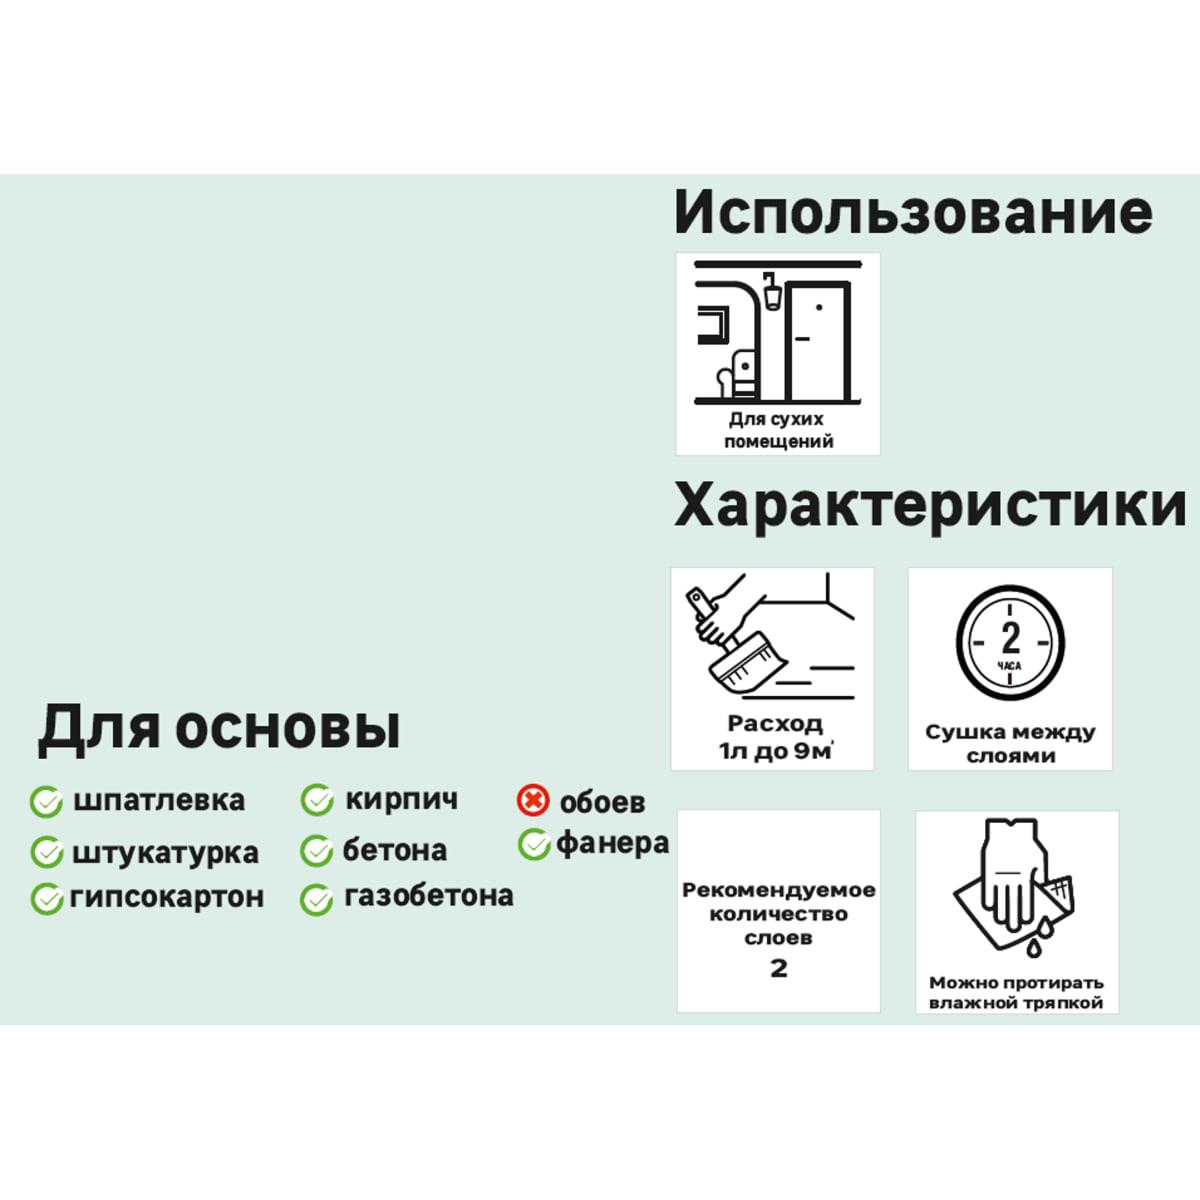 Использование
Для сухих
помещений
Характеристики
Расход
1л до 9м'
2
ЧАСА
Сушка между
слоями
Рекомендуемое
количество
слоев
2
Можно протирать
влажной тряпкой
Для основы
шпатлевка
кирпич
обоев
штукатурка
бетона
фанера
гипсокартон
газобетона